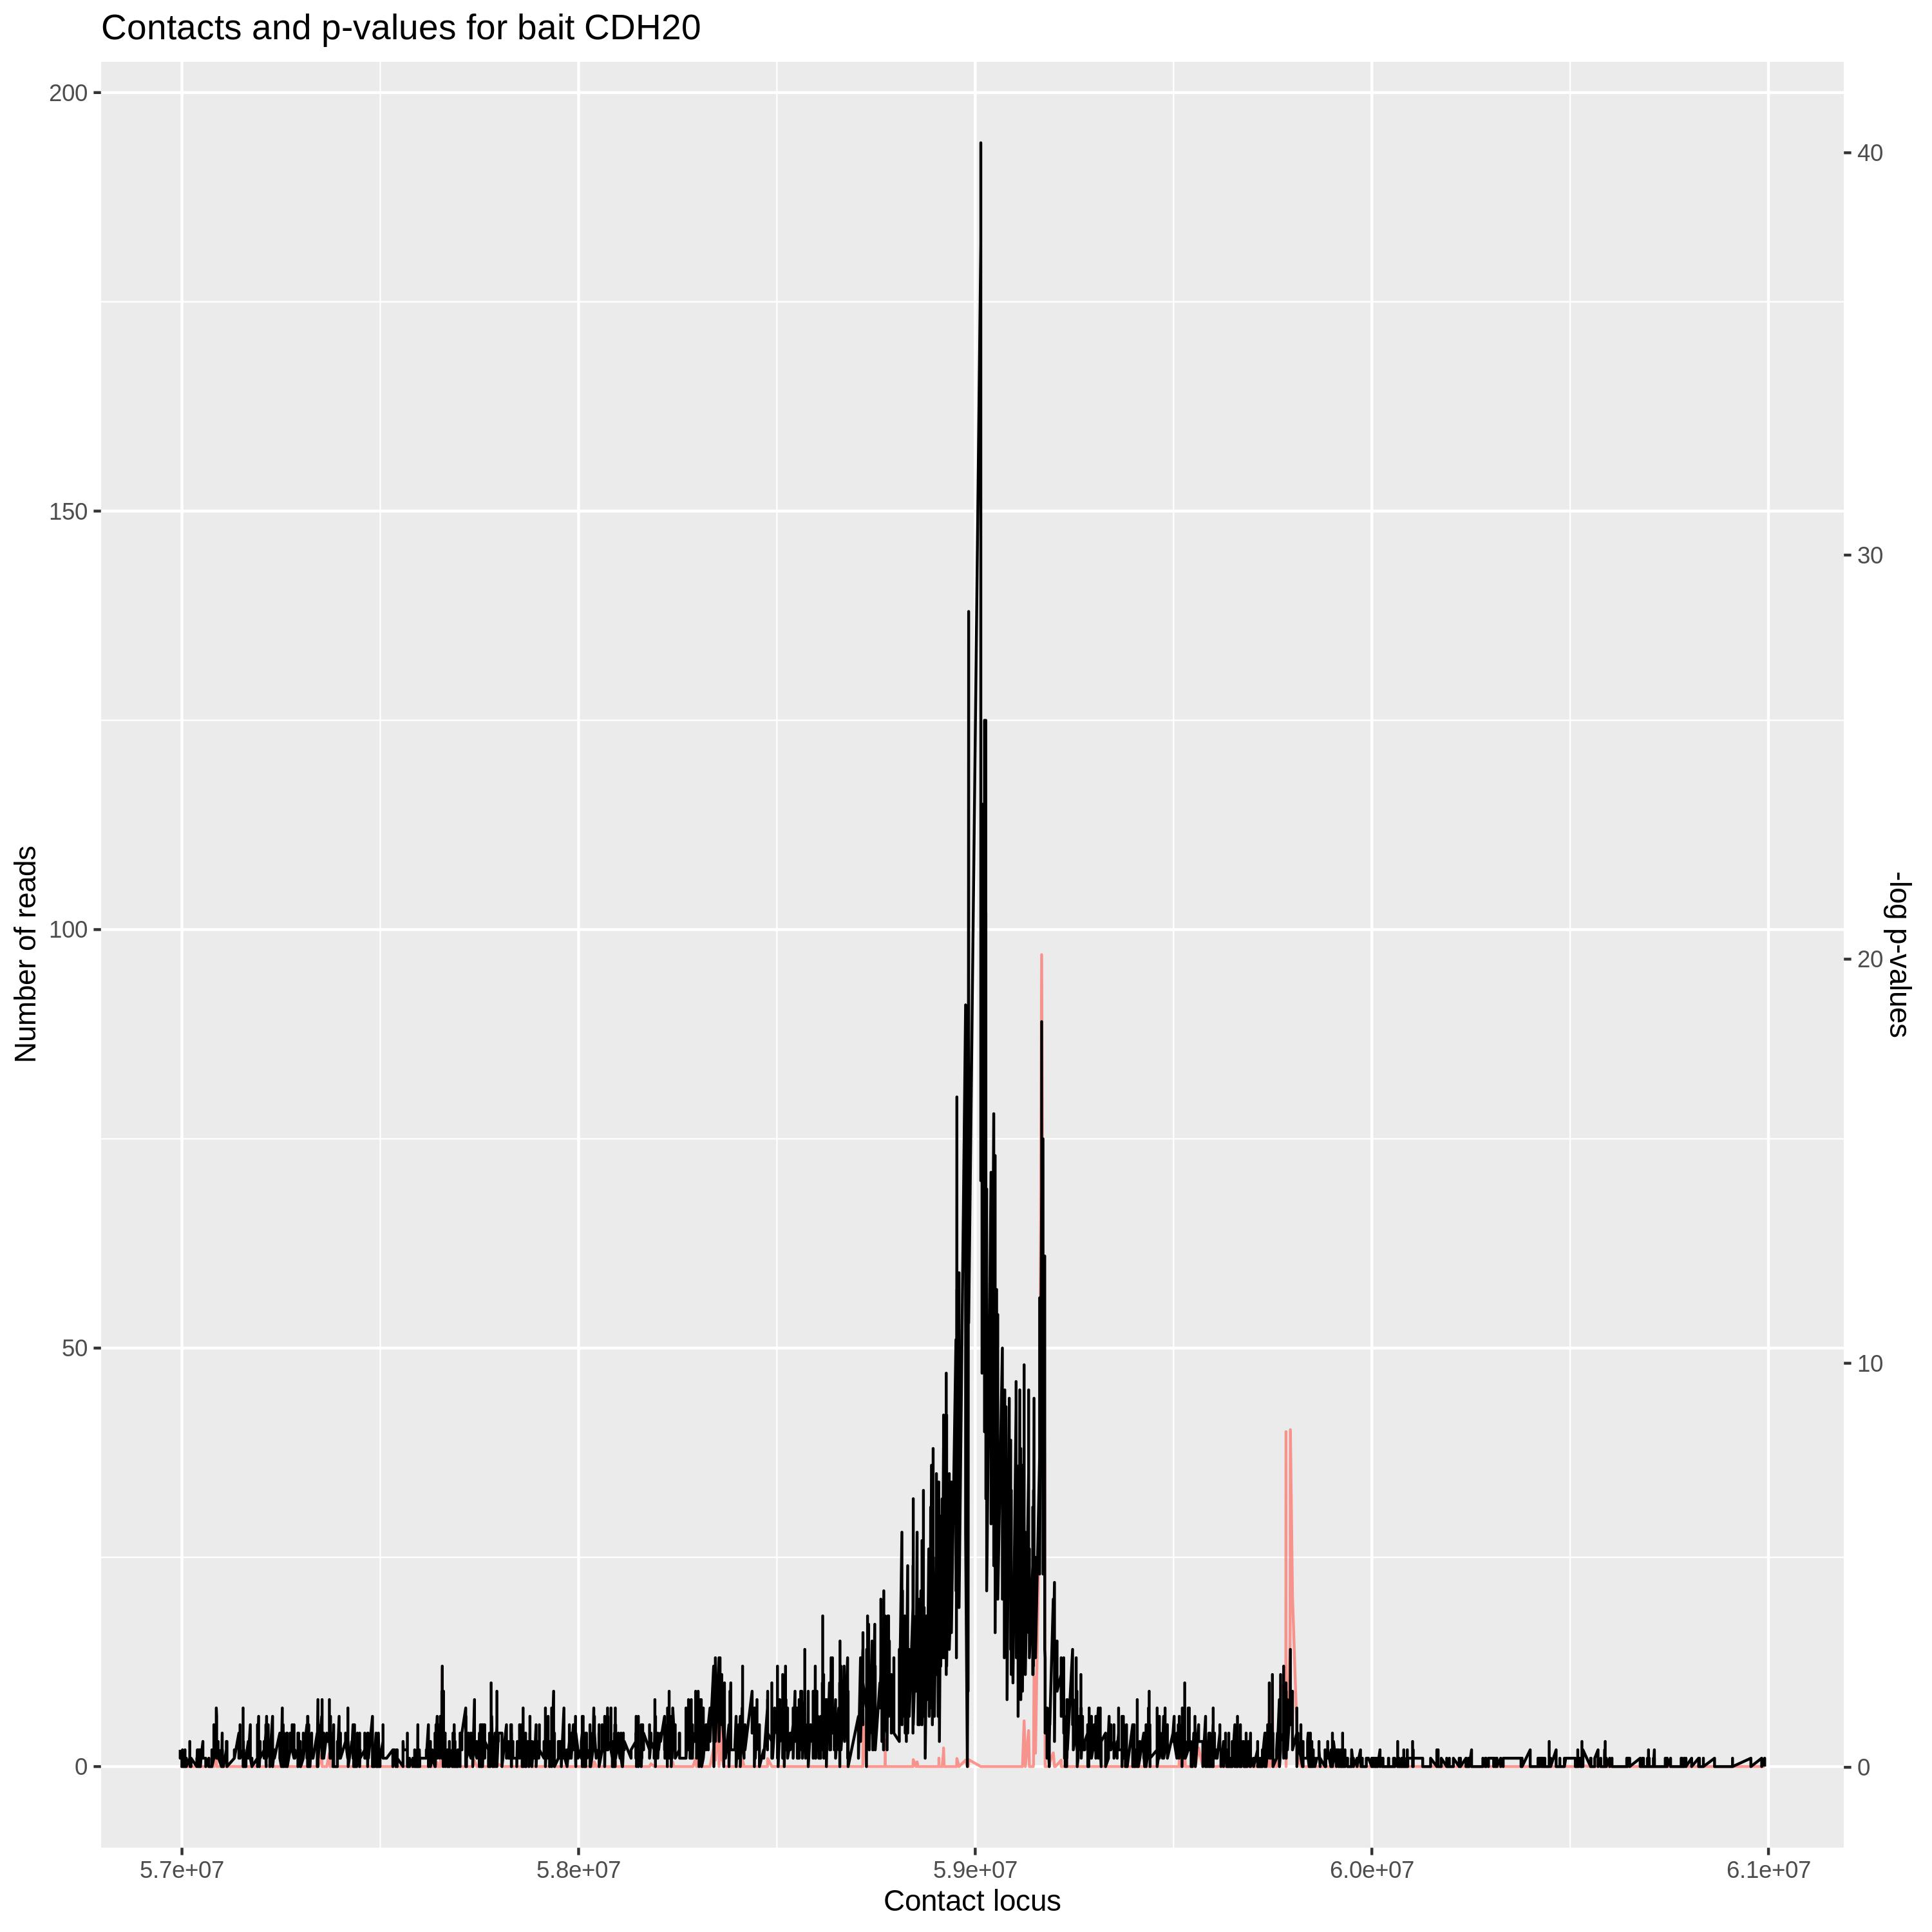 Contacts and p-values for bait CDH20
200
150
100
50
0
Number of reads
40
30
20
10
0
-log p-values
5.7e+07
5.8e+07
5.9e+07
6.0e+07
6.1e+07
Contact locus